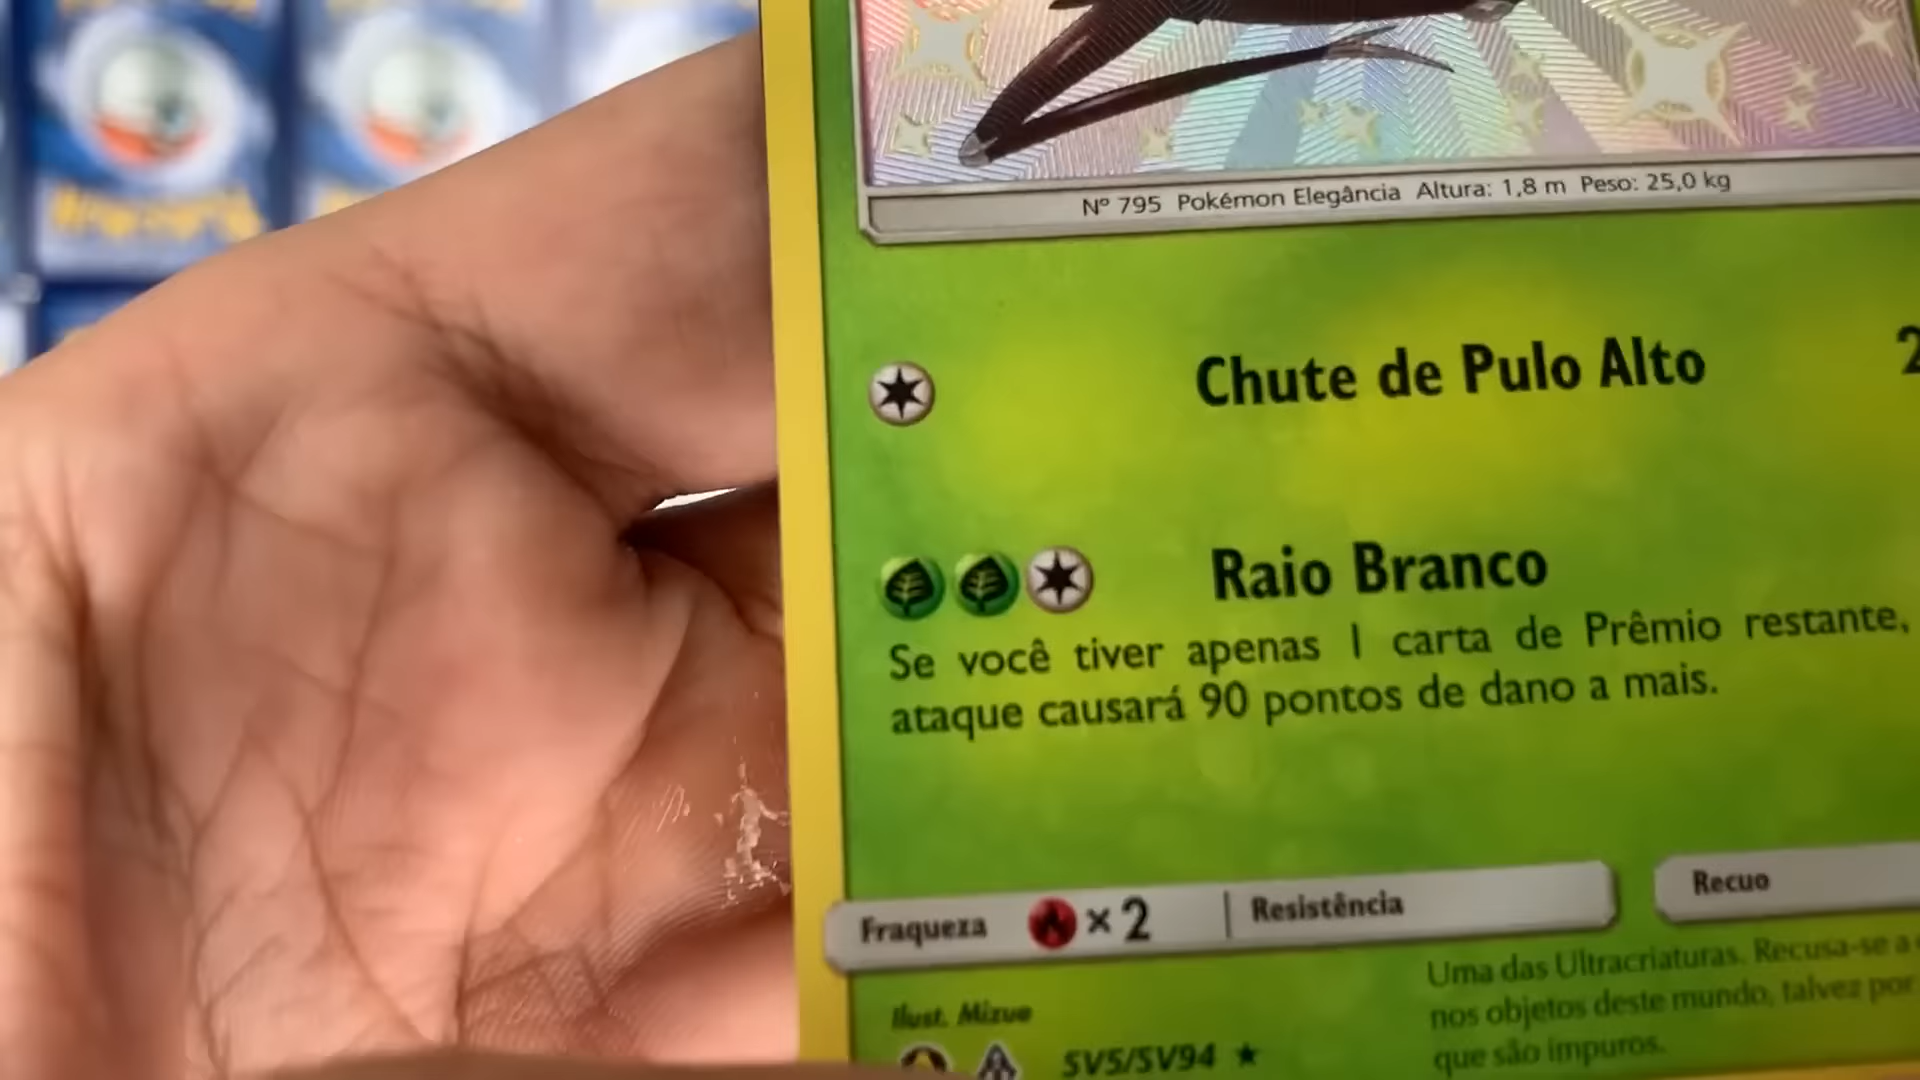 Nº 795 Pokémon Elegância Altura: 1,8 m Peso: 25,0 kg
Chute de Pulo Alto 2
Raio Branco
Se você tiver apenas 1 carta de Prêmio restante,
ataque causará 90 pontos de dano a mais.
Fraqueza × 2 Resistência Recuo
Uma das Ultracriaturas. Recusa-se a
nos objetos deste mundo, talvez por
que são impuros.
Ilust. Mizue
SV5/SV94 ★